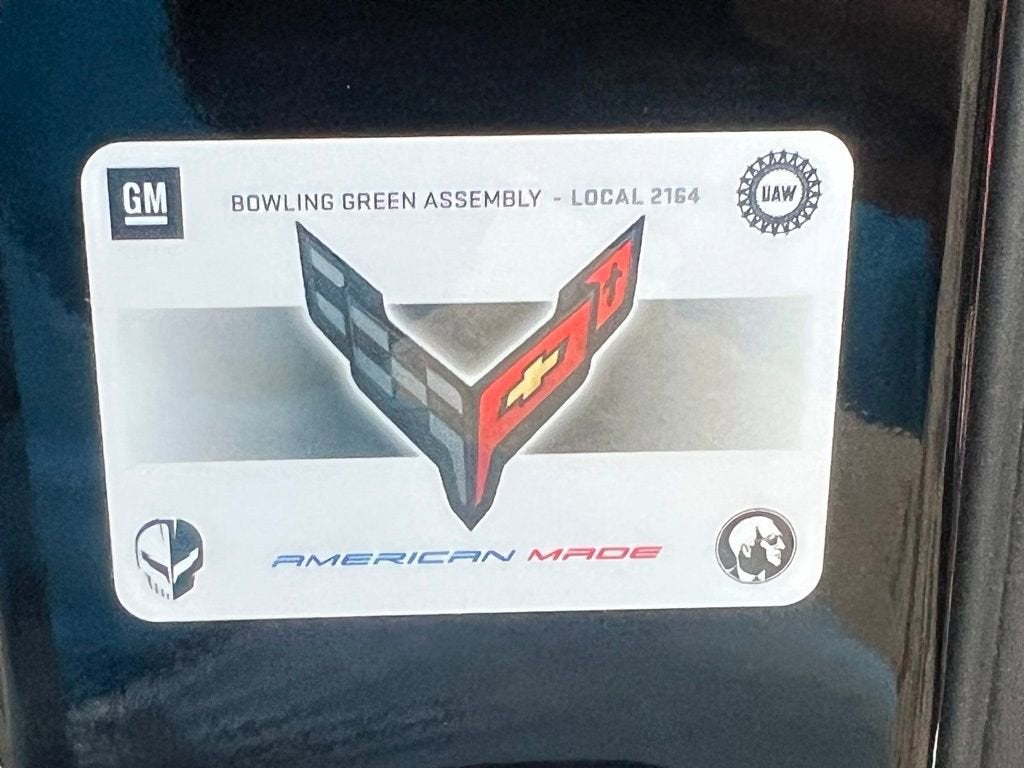 GM
BOWLING GREEN ASSEMBLY - LOCAL 2164
UAW
AMERICAN MADE